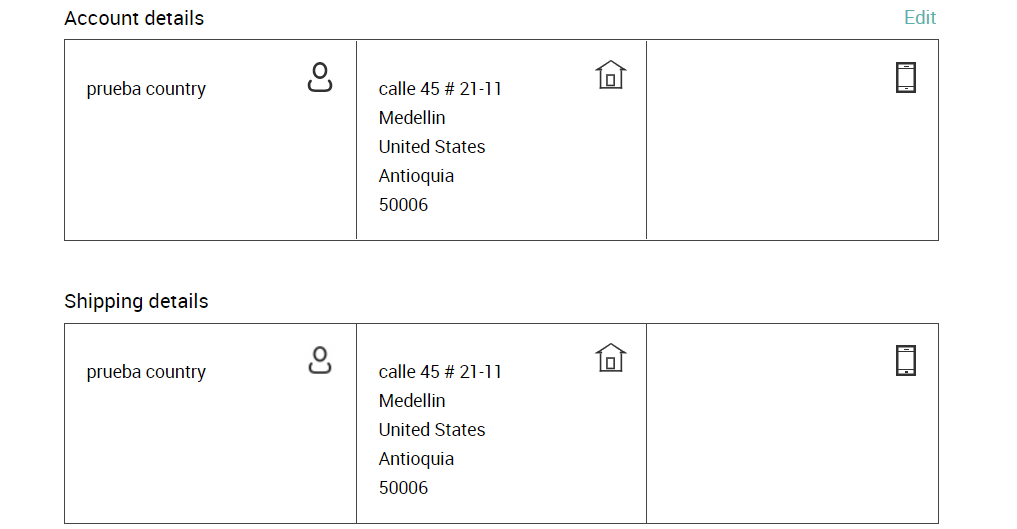 Account details
Edit
prueba country
calle 45 # 21-11
Medellin
United States
Antioquia
50006
Shipping details
prueba country
calle 45 # 21-11
Medellin
United States
Antioquia
50006